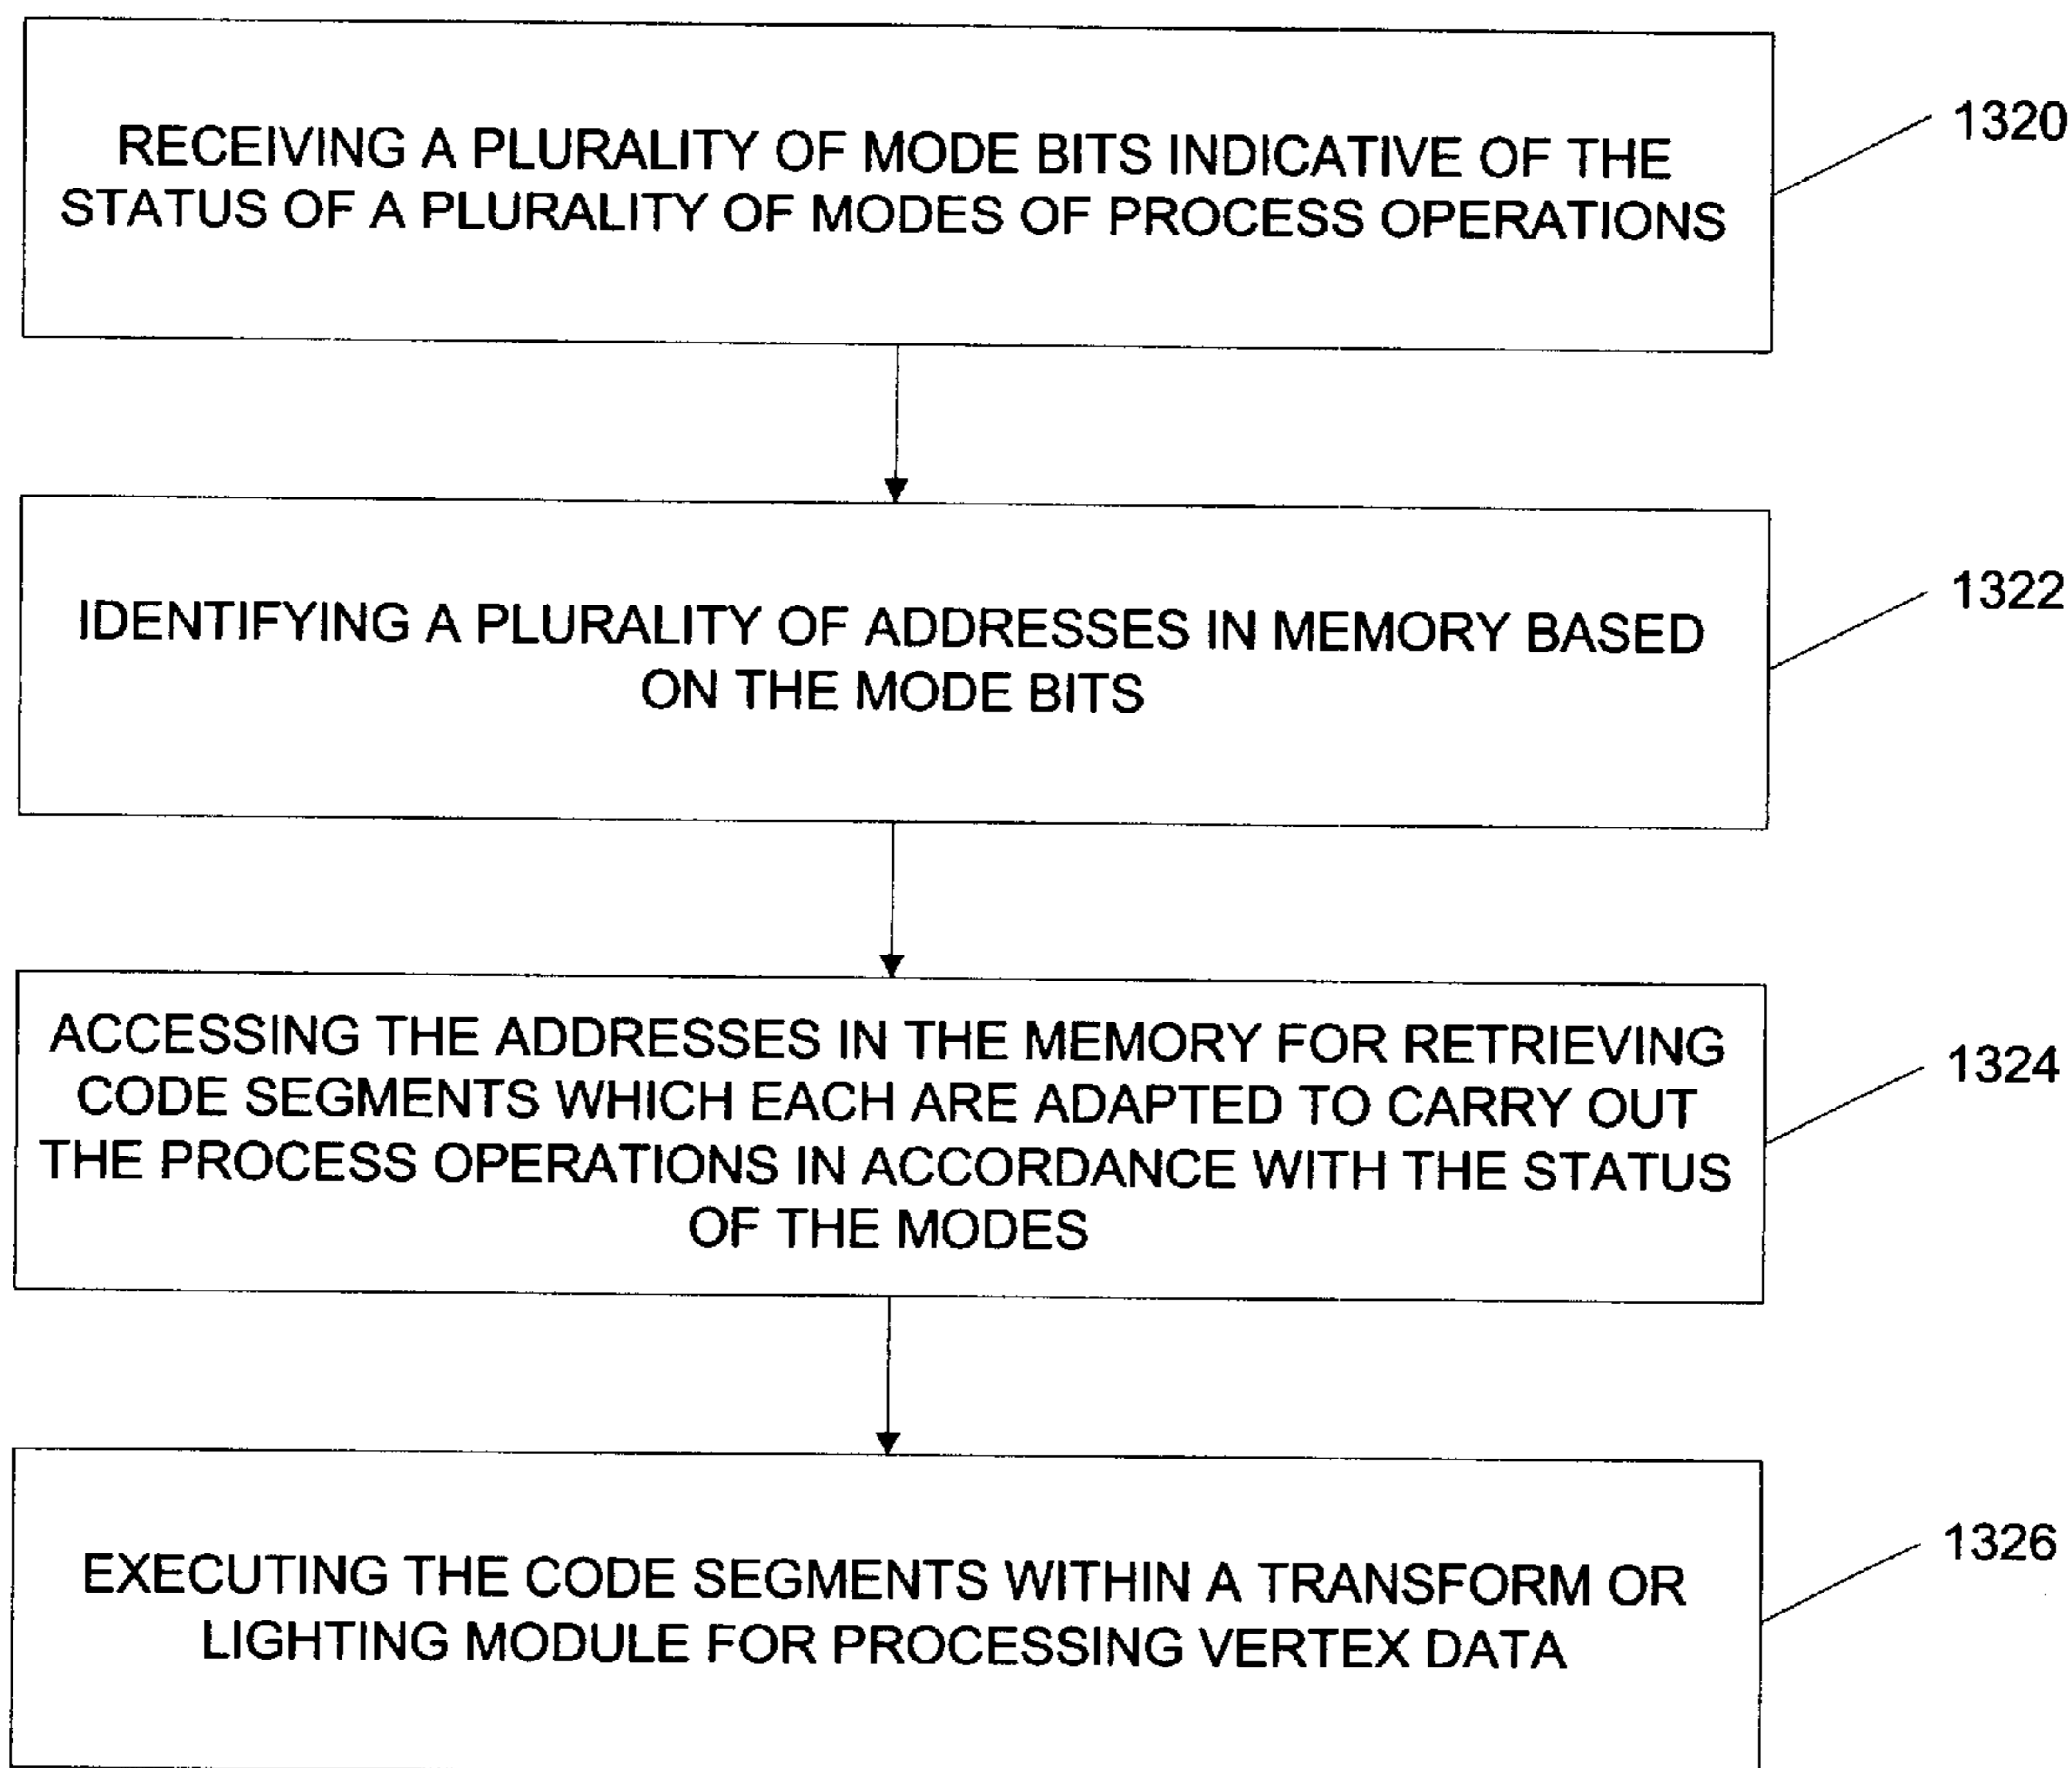 RECEIVING A PLURALITY OF MODE BITS INDICATIVE OF THE
STATUS OF A PLURALITY OF MODES OF PROCESS OPERATIONS
1320
IDENTIFYING A PLURALITY OF ADDRESSES IN MEMORY BASED
ON THE MODE BITS
1322
ACCESSING THE ADDRESSES IN THE MEMORY FOR RETRIEVING
CODE SEGMENTS WHICH EACH ARE ADAPTED TO CARRY OUT
THE PROCESS OPERATIONS IN ACCORDANCE WITH THE STATUS
OF THE MODES
1324
EXECUTING THE CODE SEGMENTS WITHIN A TRANSFORM OR
LIGHTING MODULE FOR PROCESSING VERTEX DATA
1326